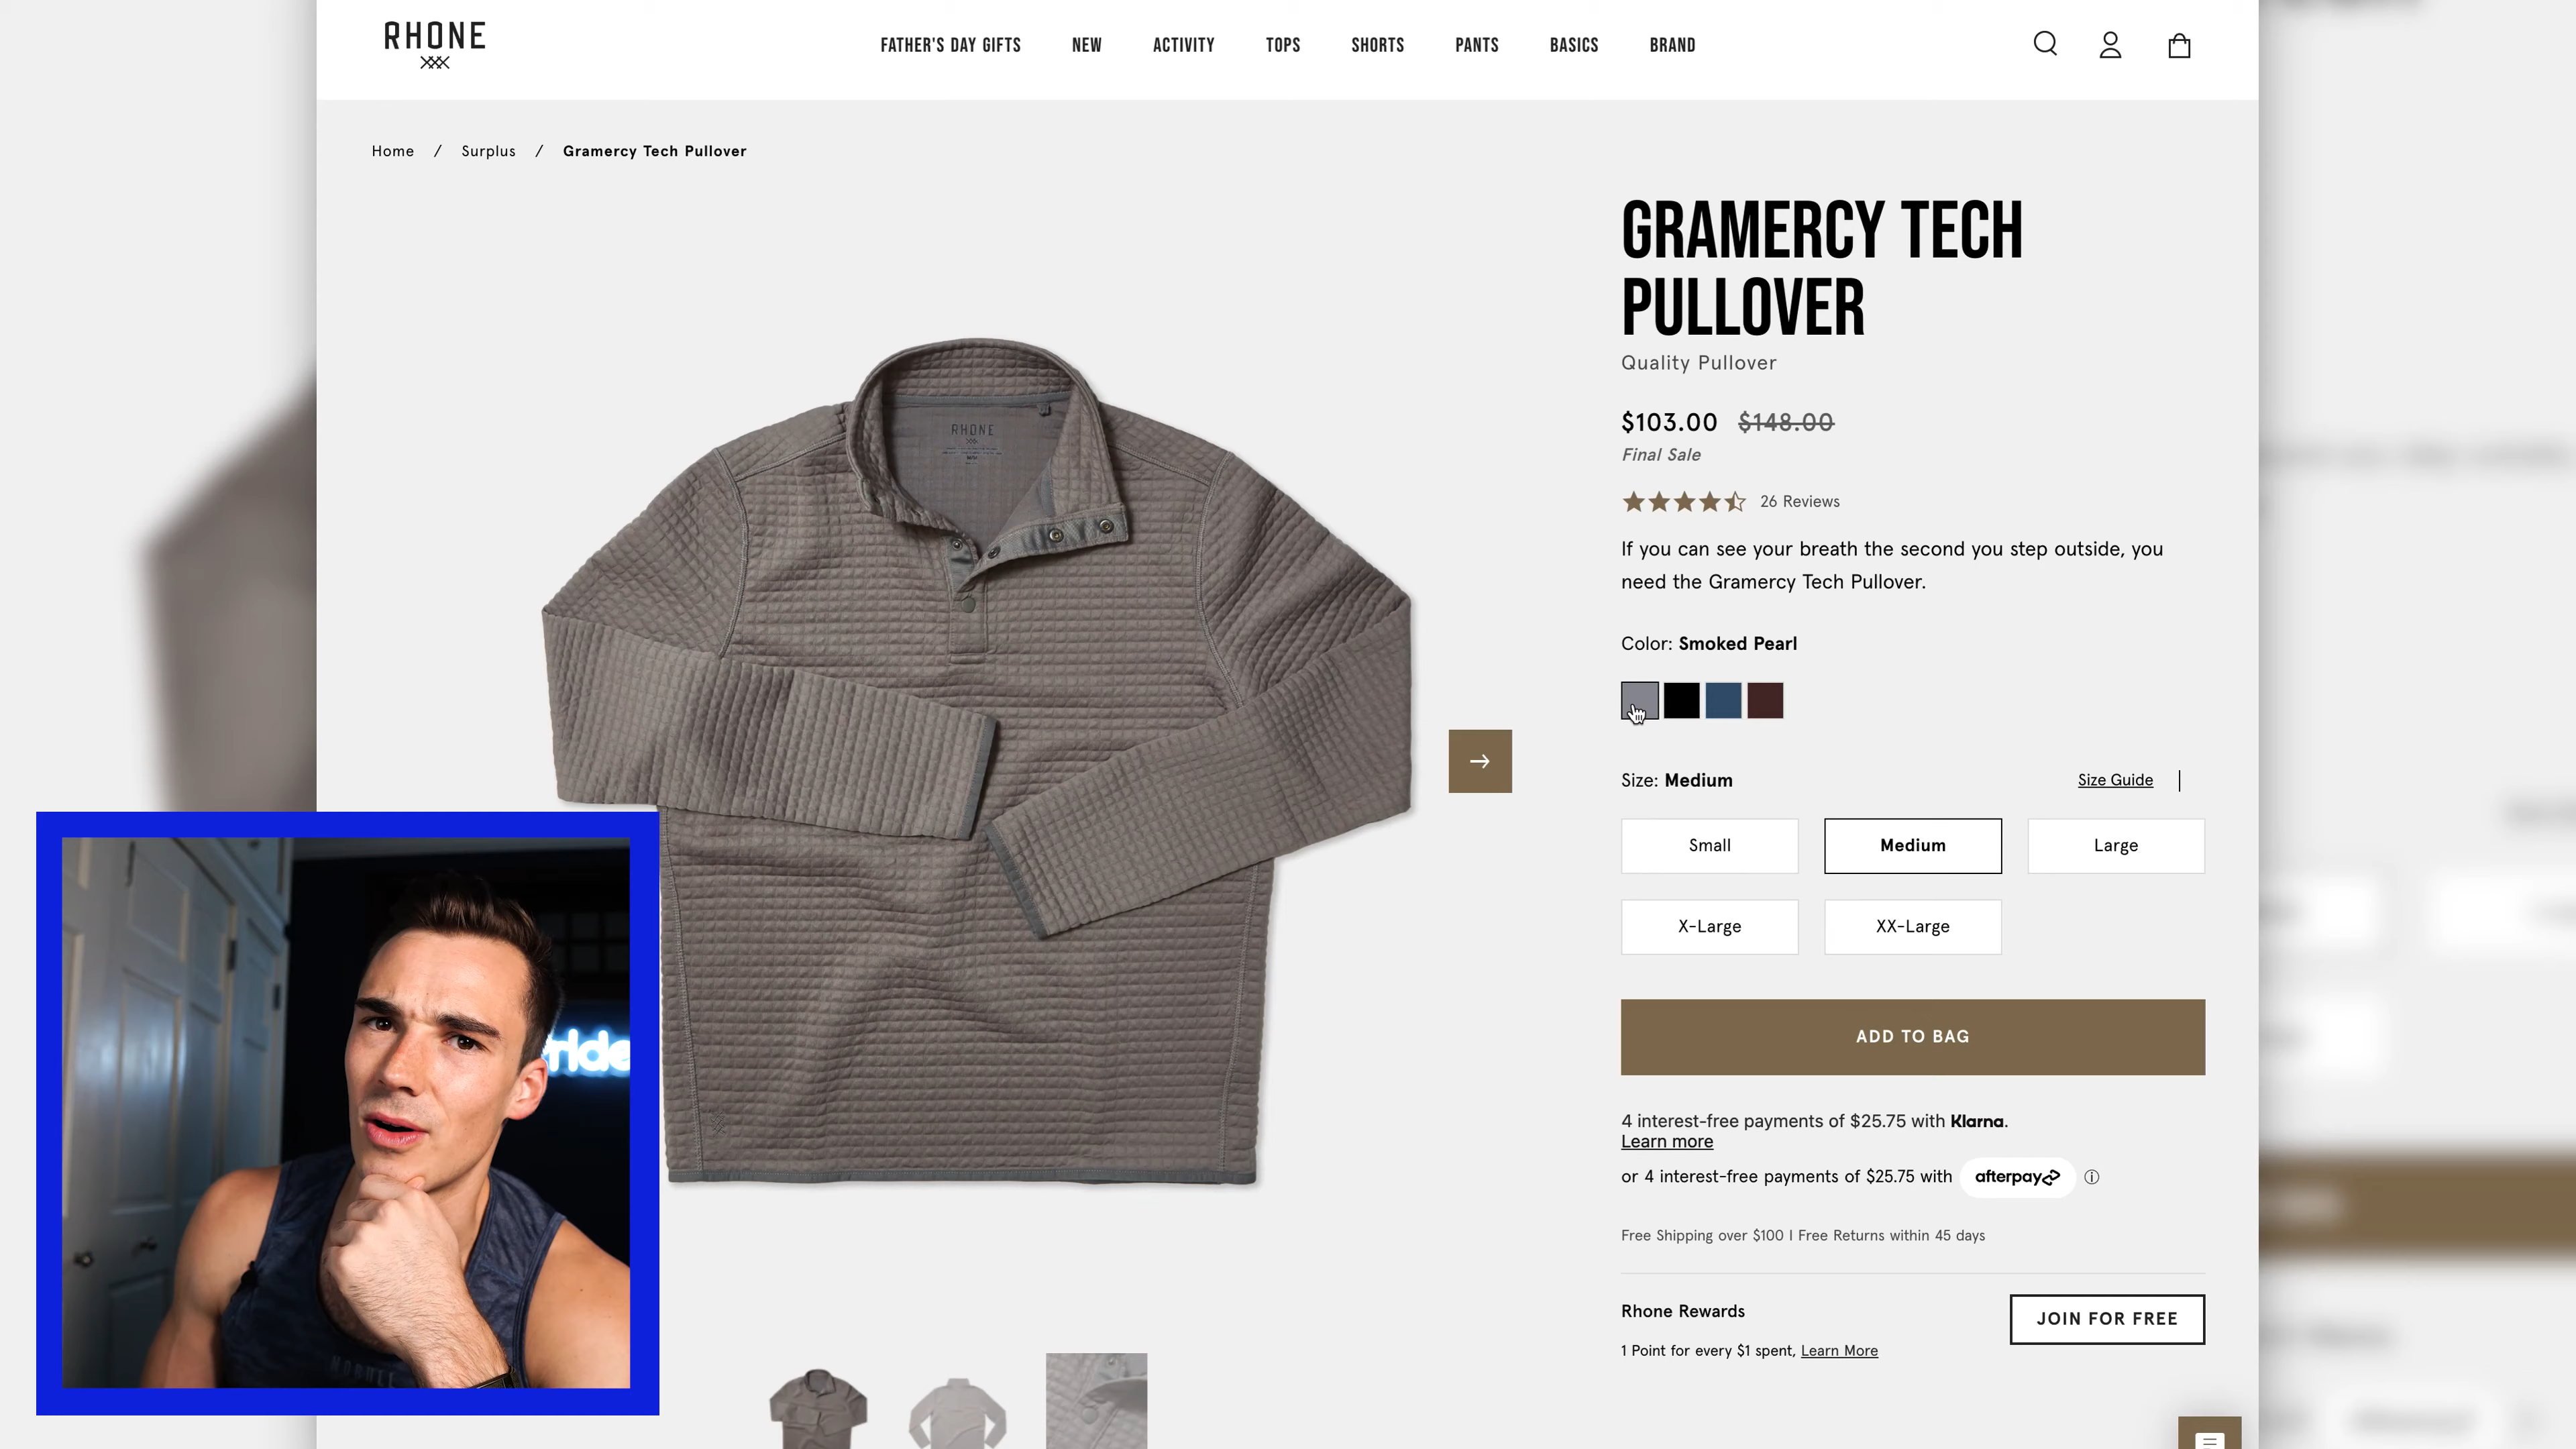 RHONE
FATHER'S DAY GIFTS NEW ACTIVITY TOPS SHORTS PANTS BASICS BRAND
Home / Surplus / Gramercy Tech Pullover
GRAMERCY TECH
PULLOVER
Quality Pullover
$103.00 $148.00
Final Sale
26 Reviews
If you can see your breath the second you step outside, you
need the Gramercy Tech Pullover.
Color: Smoked Pearl
Size: Medium Size Guide
Small Medium Large
X-Large XX-Large
ADD TO BAG
4 interest-free payments of $25.75 with Klarna.
Learn more
or 4 interest-free payments of $25.75 with afterpay
Free Shipping over $100 | Free Returns within 45 days
Rhone Rewards
JOIN FOR FREE
1 Point for every $1 spent, Learn More
RHONE
ride